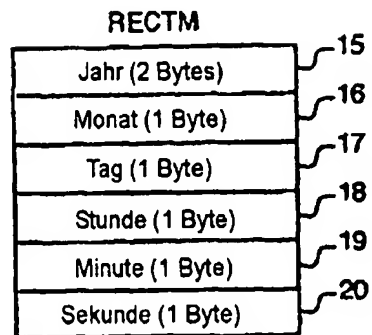 RECTM
Jahr (2 Bytes) 15
Monat (1 Byte) 16
Tag (1 Byte) 17
Stunde (1 Byte) 18
Minute (1 Byte) 19
Sekunde (1 Byte) 20